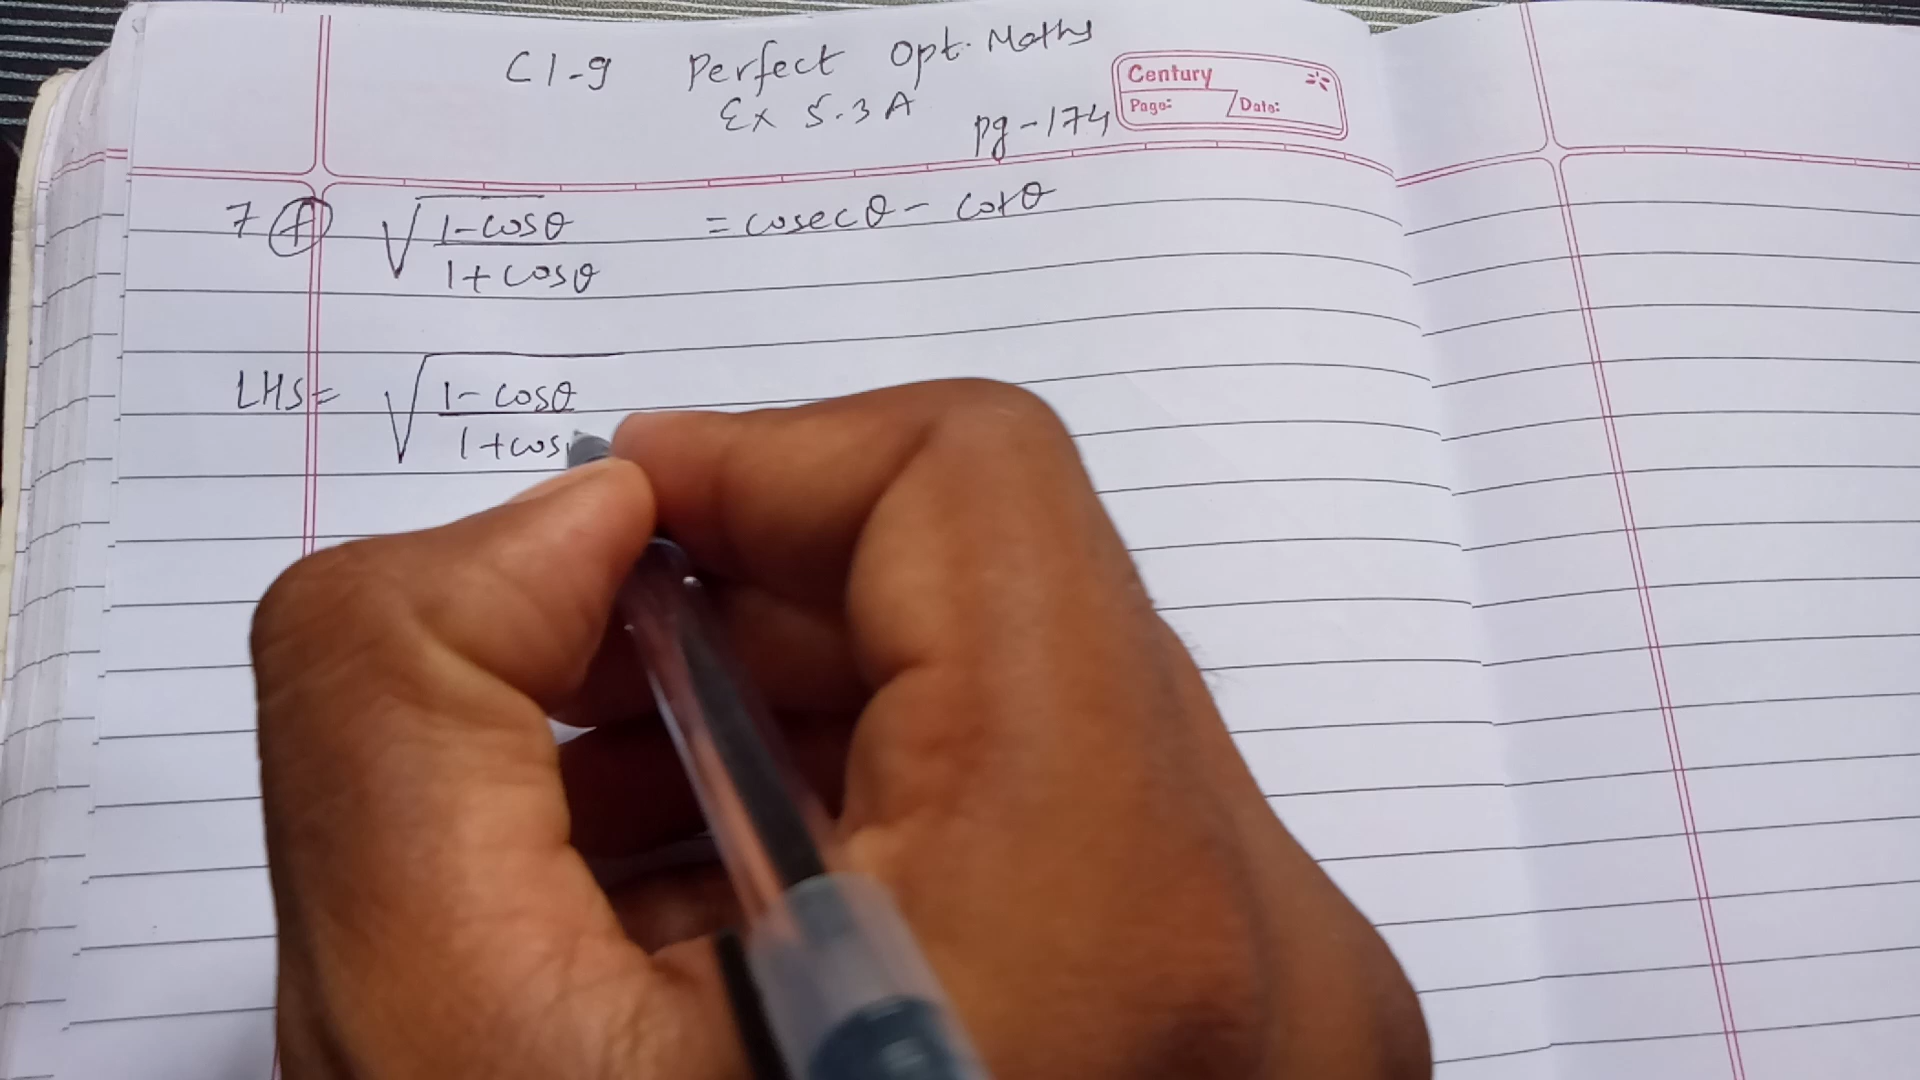 Cl-9 Perfect Opt. Maths
Ex 5.3 A
pg-174
Century
Page: Date:
7 (f) √(1-cosθ / 1+cosθ) = cosecθ - cotθ
LHS = √(1-cosθ / 1+cos